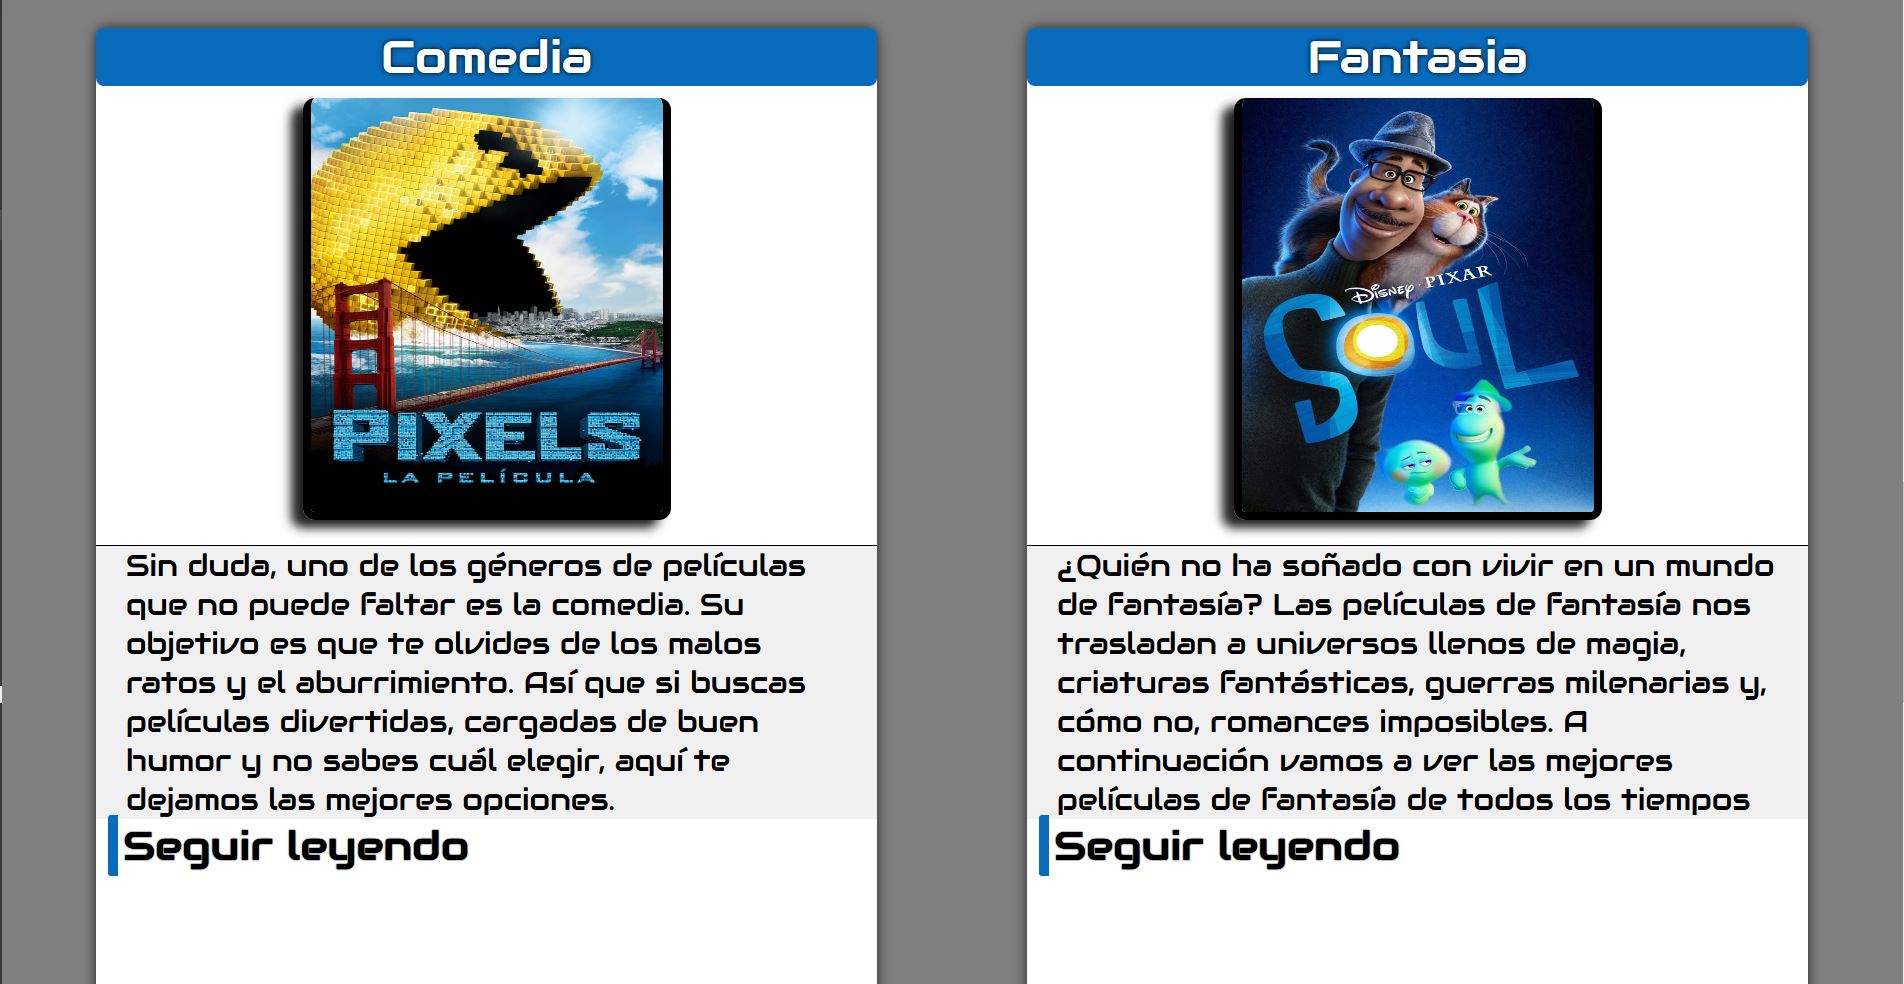 Comedia
PIXELS
LA PELÍCULA
Sin duda, uno de los géneros de películas
que no puede faltar es la comedia. Su
objetivo es que te olvides de los malos
ratos y el aburrimiento. Así que si buscas
películas divertidas, cargadas de buen
humor y no sabes cuál elegir, aquí te
dejamos las mejores opciones.
Seguir leyendo
Fantasia
DISNEY · PIXAR
SOUL
¿Quién no ha soñado con vivir en un mundo
de fantasía? Las películas de fantasía nos
trasladan a universos llenos de magia,
criaturas fantásticas, guerras milenarias y,
cómo no, romances imposibles. A
continuación vamos a ver las mejores
películas de fantasía de todos los tiempos
Seguir leyendo